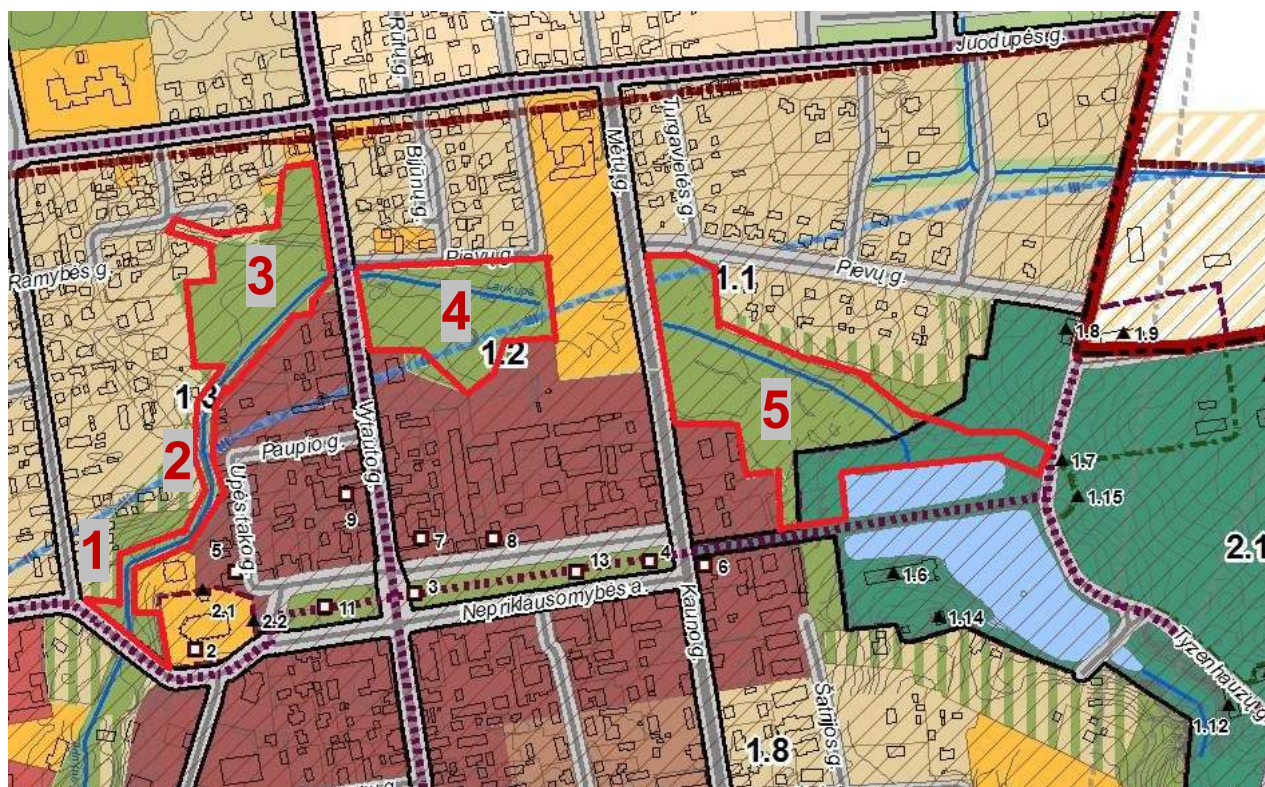 Rūtų g.
Juodupės g.
Bijūnų g.
Mėtų g.
Turgavietės g.
Ramybės g.
3
Pievų g.
Laukupė
4
1.1
Pievų g.
1.8
1.9
1.2
1.3
2
Paupio g.
Vytauto g.
5
1.7
1.15
9
Upės tako g.
1
7
8
5
13
4
6
2.1
1.6
2.1
3
Nepriklausomybės a.
Kauno g.
11
2.2
1.14
2
Tyzenhauzų g.
Šatrijos g.
1.12
1.8